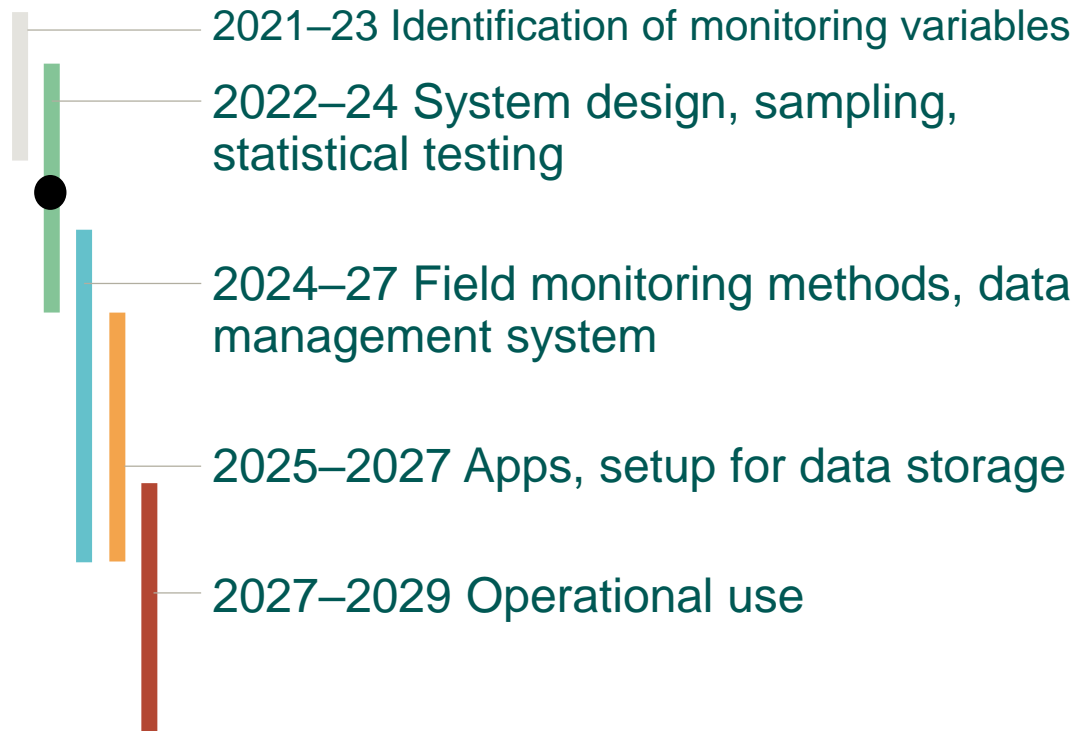 2021–23 Identification of monitoring variables
2022–24 System design, sampling,
statistical testing
2024–27 Field monitoring methods, data
management system
2025–2027 Apps, setup for data storage
2027–2029 Operational use